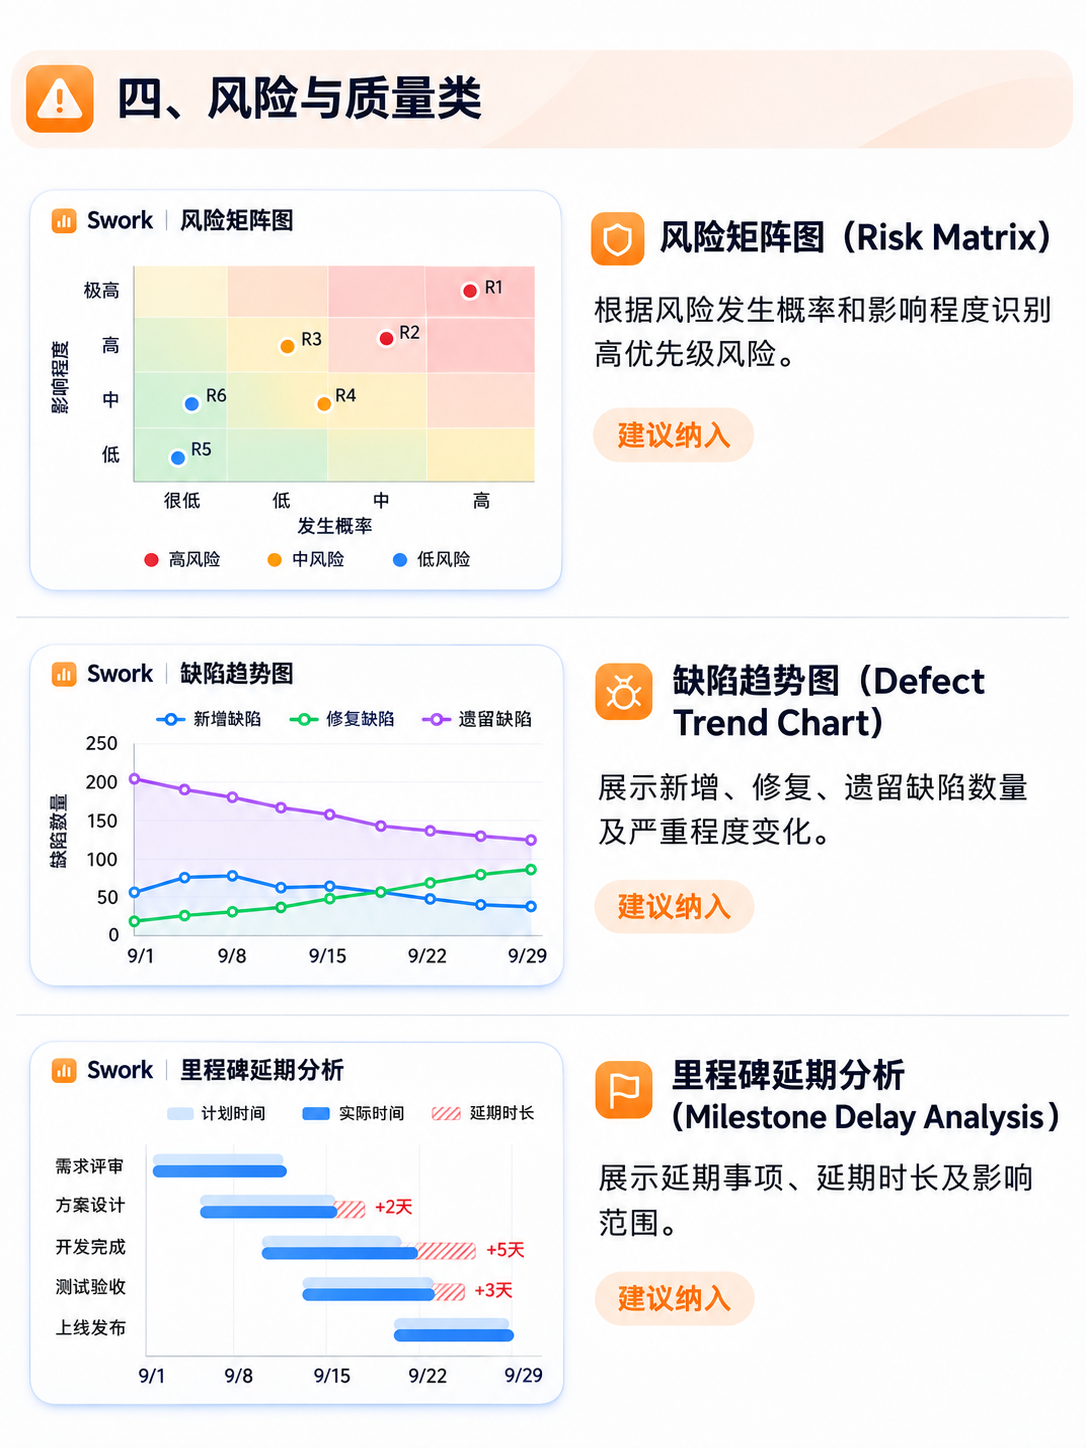 四、风险与质量类
Swork | 风险矩阵图
影响程度
极高
高
中
低
R1
R2
R3
R4
R6
R5
很低 低 中 高
发生概率
高风险 中风险 低风险
风险矩阵图（Risk Matrix）
根据风险发生概率和影响程度识别
高优先级风险。
建议纳入
Swork | 缺陷趋势图
新增缺陷 修复缺陷 遗留缺陷
缺陷数量
250
200
150
100
50
0
9/1 9/8 9/15 9/22 9/29
缺陷趋势图（Defect
Trend Chart）
展示新增、修复、遗留缺陷数量
及严重程度变化。
建议纳入
Swork | 里程碑延期分析
计划时间 实际时间 延期时长
需求评审
方案设计 +2天
开发完成 +5天
测试验收 +3天
上线发布
9/1 9/8 9/15 9/22 9/29
里程碑延期分析
（Milestone Delay Analysis）
展示延期事项、延期时长及影响
范围。
建议纳入